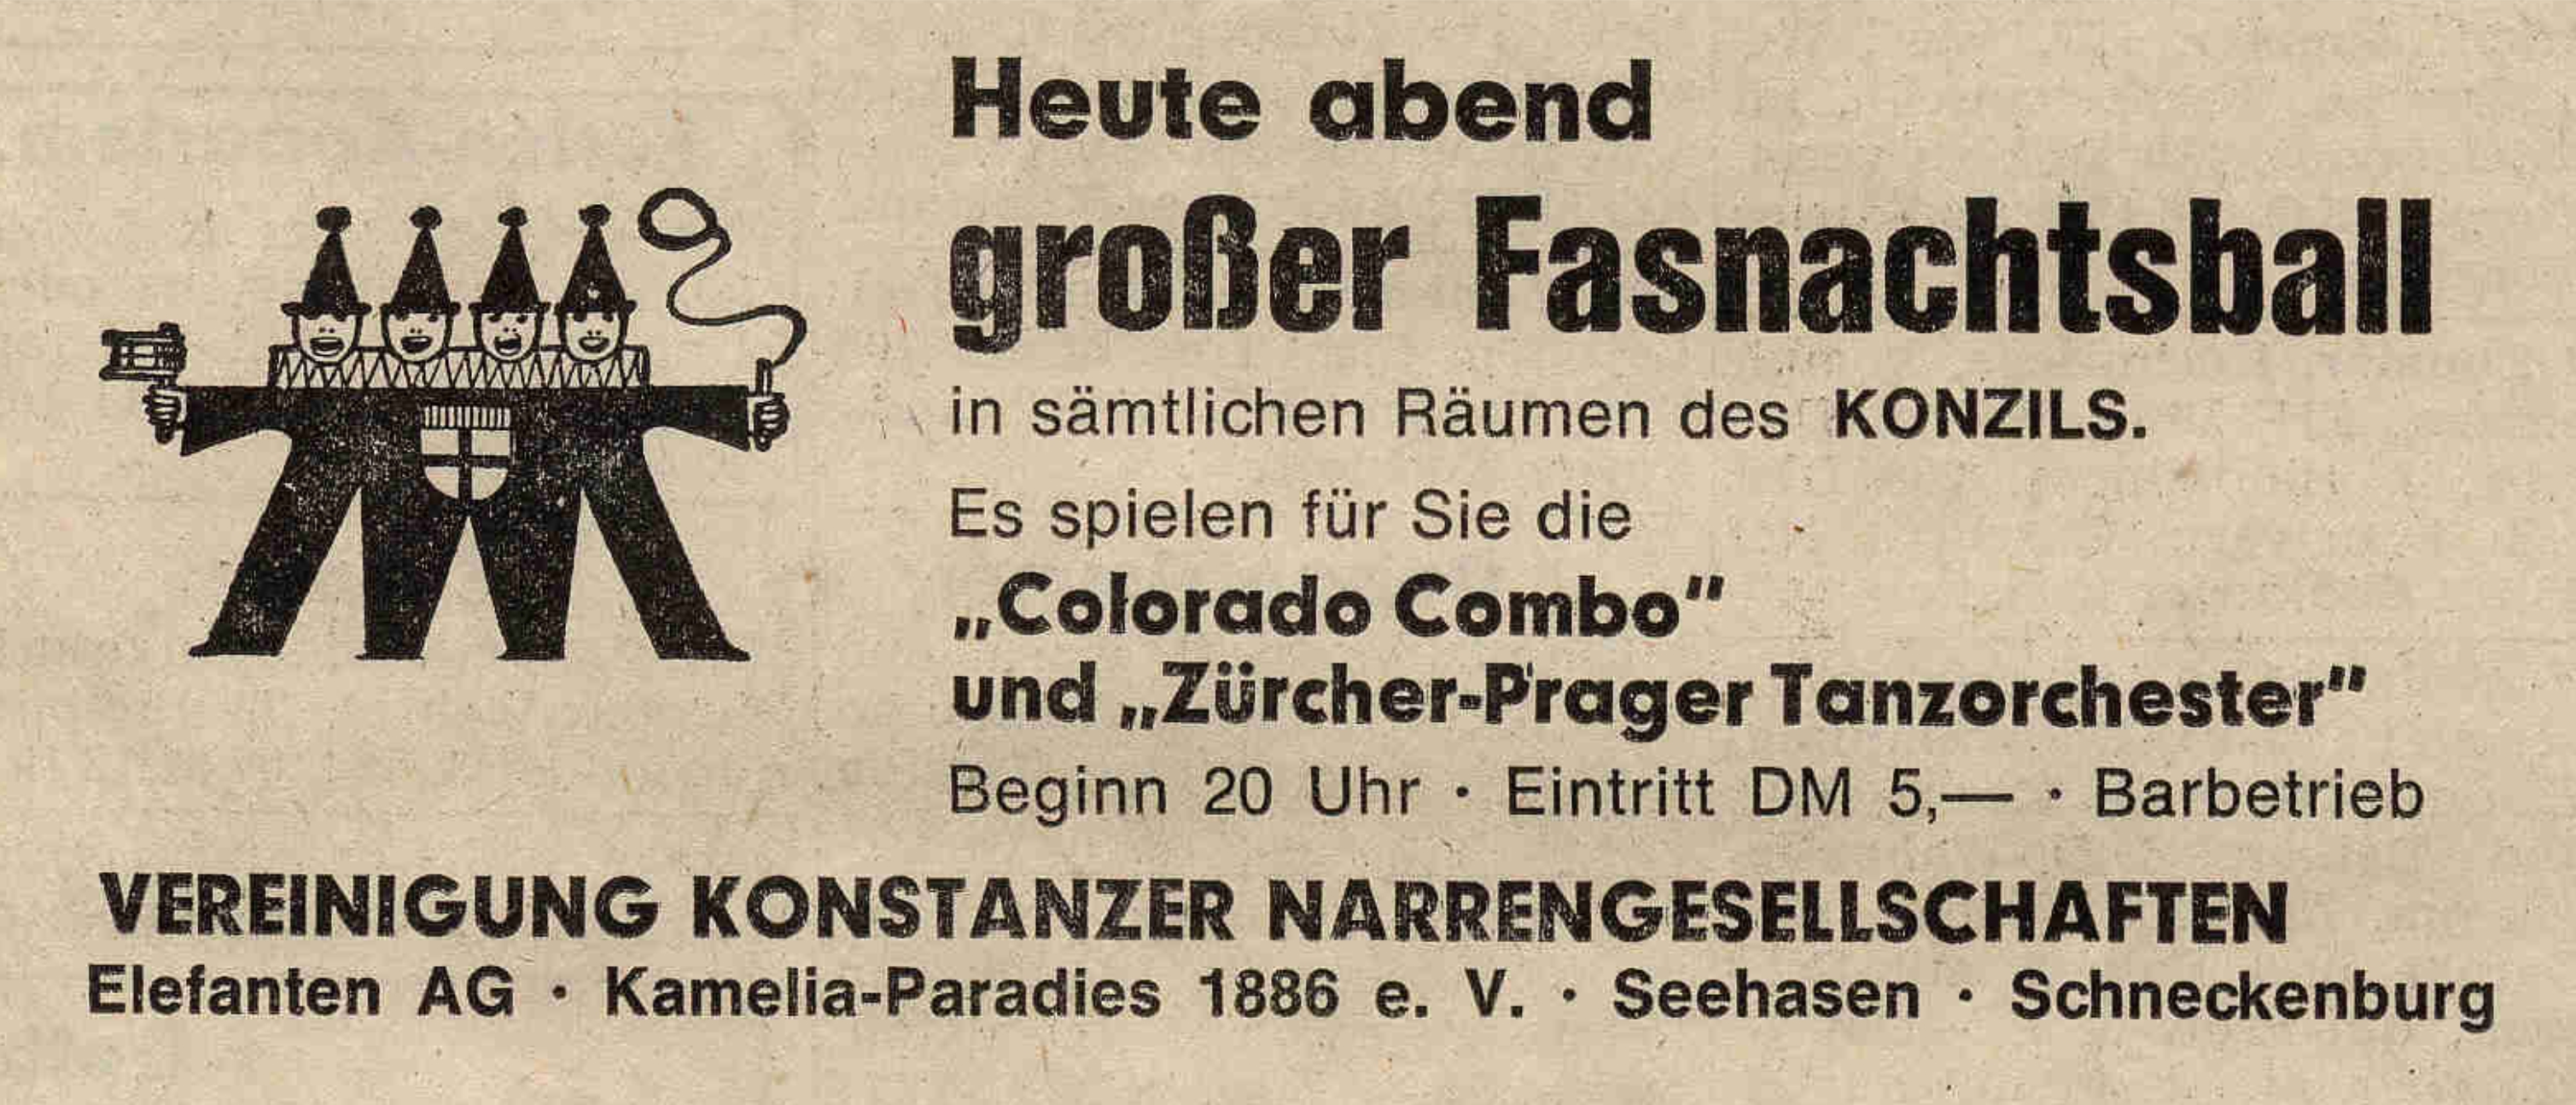 Heute abend
großer Fasnachtsball
in sämtlichen Räumen des KONZILS.
Es spielen für Sie die
„Colorado Combo"
und „Zürcher-Prager Tanzorchester"
Beginn 20 Uhr · Eintritt DM 5,— · Barbetrieb
VEREINIGUNG KONSTANZER NARRENGESELLSCHAFTEN
Elefanten AG · Kamelia-Paradies 1886 e. V. · Seehasen · Schneckenburg